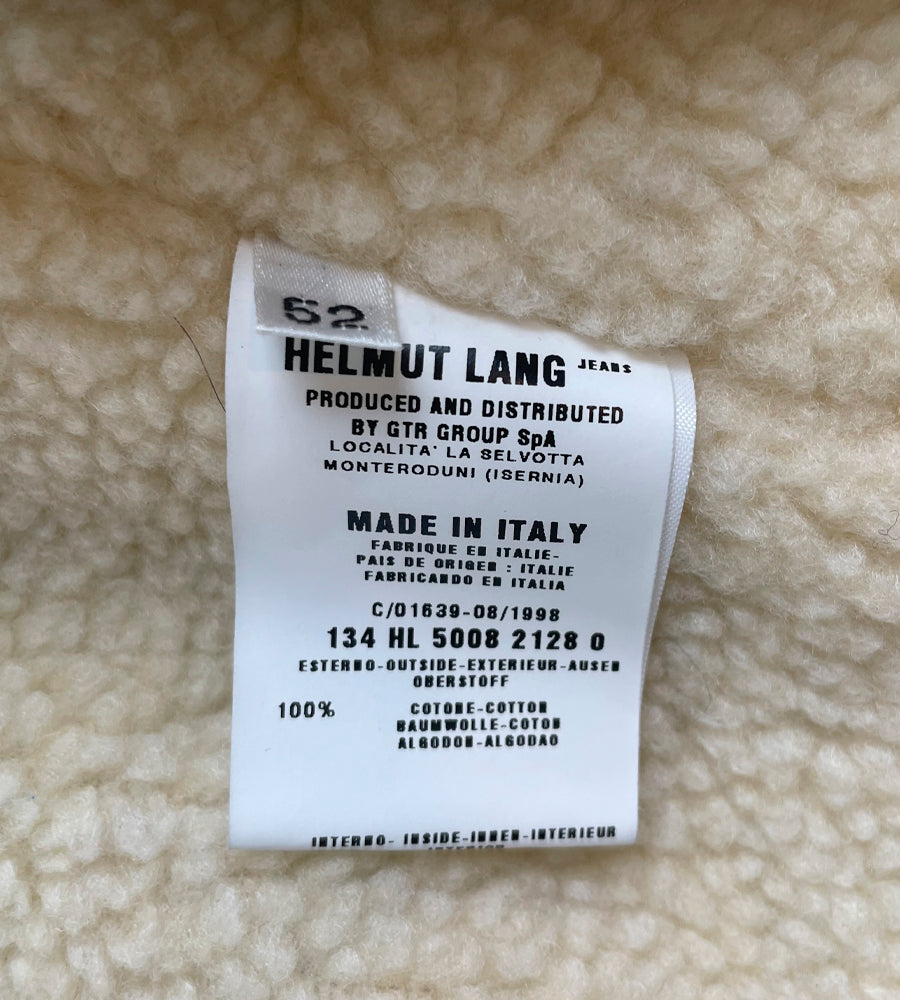 52
HELMUT LANG JEANS
PRODUCED AND DISTRIBUTED
BY GTR GROUP SpA
LOCALITA' LA SELVOTTA
MONTERODUNI (ISERNIA)
MADE IN ITALY
FABRIQUE EN ITALIE-
PAIS DE ORIGEN : ITALIE
FABRICANDO EN ITALIA
C/01639-08/1998
134 HL 5008 2128 0
ESTERNO-OUTSIDE-EXTERIEUR-AUSEN
OBERSTOFF
100% COTONE-COTTON
BAUMWOLLE-COTON
ALGODON-ALGODAO
INTERNO- INSIDE-INNEN-INTERIEUR